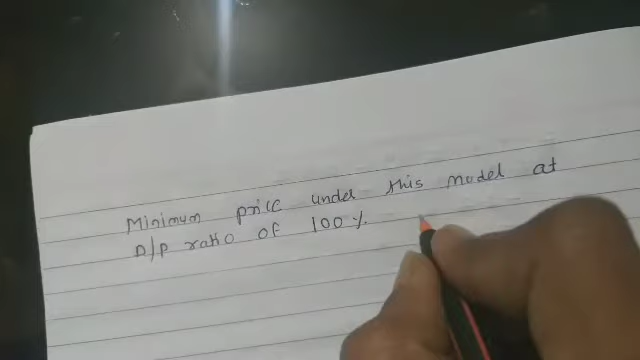 Minimum price under this model at
D/P ratio of 100%.